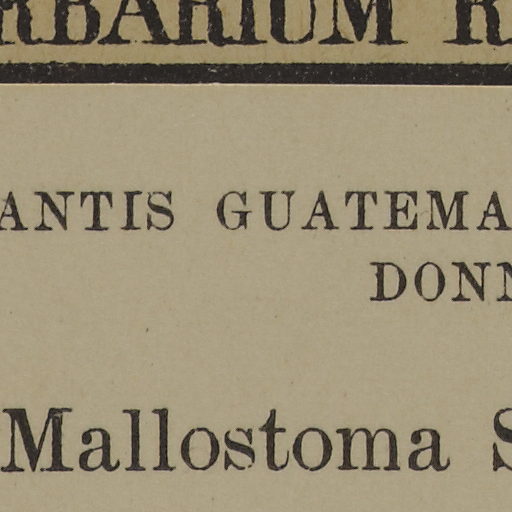 RBARIUM R
ANTIS GUATEMA
DONN
Mallostoma S